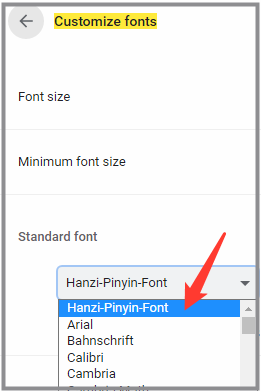 Customize fonts
Font size
Minimum font size
Standard font
Hanzi-Pinyin-Font
Hanzi-Pinyin-Font
Arial
Bahnschrift
Calibri
Cambria